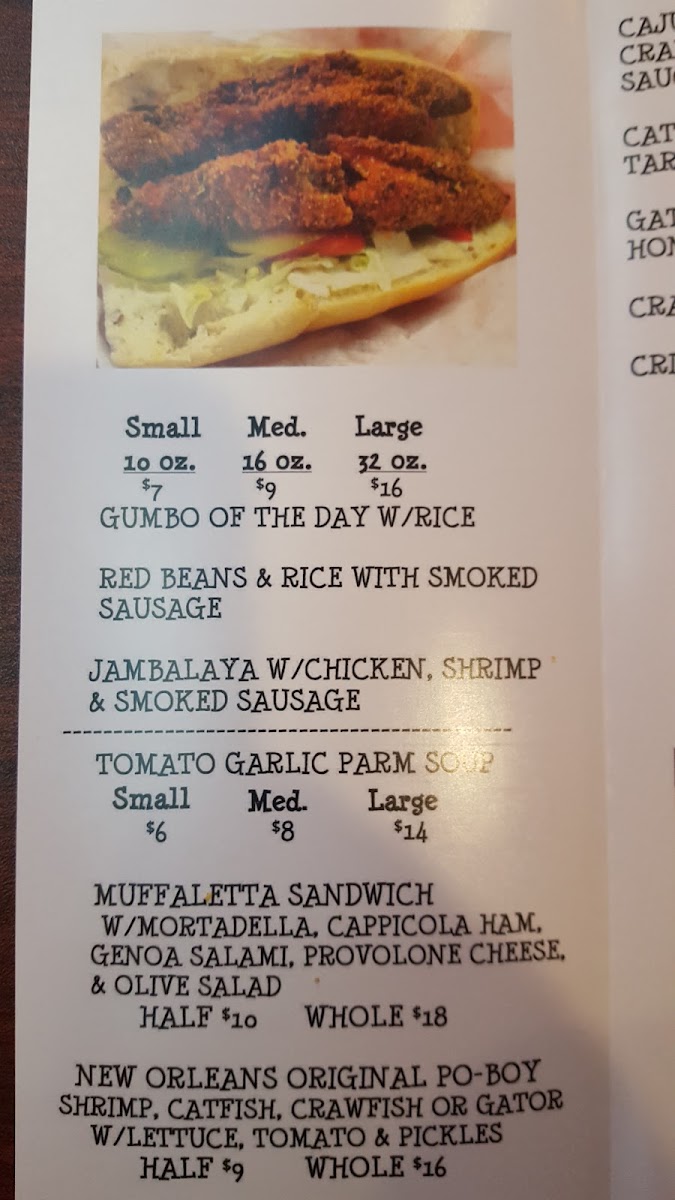 Small Med. Large
10 OZ. 16 OZ. 32 OZ.
$7 $9 $16
GUMBO OF THE DAY W/RICE
RED BEANS & RICE WITH SMOKED
SAUSAGE
JAMBALAYA W/CHICKEN, SHRIMP
& SMOKED SAUSAGE
TOMATO GARLIC PARM SOUP
Small Med. Large
$6 $8 $14
MUFFALETTA SANDWICH
W/MORTADELLA, CAPPICOLA HAM,
GENOA SALAMI, PROVOLONE CHEESE,
& OLIVE SALAD
HALF $10 WHOLE $18
NEW ORLEANS ORIGINAL PO-BOY
SHRIMP, CATFISH, CRAWFISH OR GATOR
W/LETTUCE, TOMATO & PICKLES
HALF $9 WHOLE $16